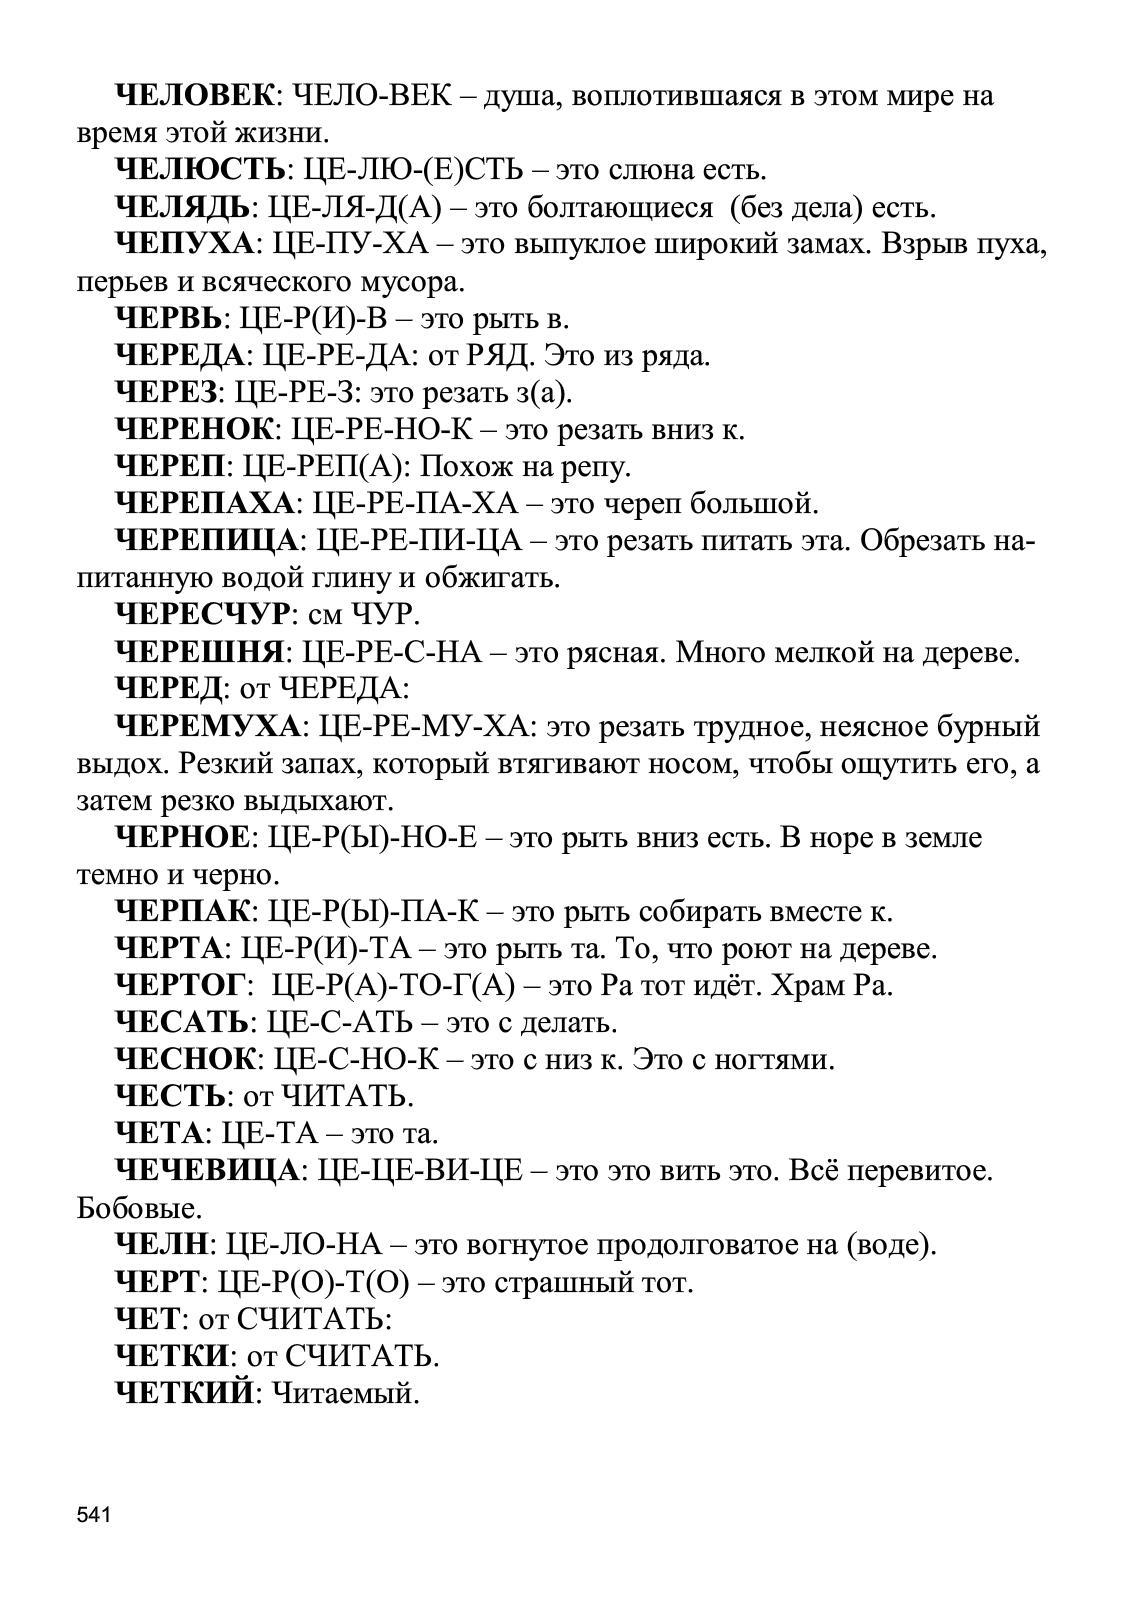 ЧЕЛОВЕК: ЧЕЛО-ВЕК – душа, воплотившаяся в этом мире на
время этой жизни.
ЧЕЛЮСТЬ: ЦЕ-ЛЮ-(Е)СТЬ – это слюна есть.
ЧЕЛЯДЬ: ЦЕ-ЛЯ-Д(А) – это болтающиеся  (без дела) есть.
ЧЕПУХА: ЦЕ-ПУ-ХА – это выпуклое широкий замах. Взрыв пуха,
перьев и всяческого мусора.
ЧЕРВЬ: ЦЕ-Р(И)-В – это рыть в.
ЧЕРЕДА: ЦЕ-РЕ-ДА: от РЯД. Это из ряда.
ЧЕРЕЗ: ЦЕ-РЕ-З: это резать з(а).
ЧЕРЕНОК: ЦЕ-РЕ-НО-К – это резать вниз к.
ЧЕРЕП: ЦЕ-РЕП(А): Похож на репу.
ЧЕРЕПАХА: ЦЕ-РЕ-ПА-ХА – это череп большой.
ЧЕРЕПИЦА: ЦЕ-РЕ-ПИ-ЦА – это резать питать эта. Обрезать на-
питанную водой глину и обжигать.
ЧЕРЕСЧУР: см ЧУР.
ЧЕРЕШНЯ: ЦЕ-РЕ-С-НА – это рясная. Много мелкой на дереве.
ЧЕРЕД: от ЧЕРЕДА:
ЧЕРЕМУХА: ЦЕ-РЕ-МУ-ХА: это резать трудное, неясное бурный
выдох. Резкий запах, который втягивают носом, чтобы ощутить его, а
затем резко выдыхают.
ЧЕРНОЕ: ЦЕ-Р(Ы)-НО-Е – это рыть вниз есть. В норе в земле
темно и черно.
ЧЕРПАК: ЦЕ-Р(Ы)-ПА-К – это рыть собирать вместе к.
ЧЕРТА: ЦЕ-Р(И)-ТА – это рыть та. То, что роют на дереве.
ЧЕРТОГ:  ЦЕ-Р(А)-ТО-Г(А) – это Ра тот идёт. Храм Ра.
ЧЕСАТЬ: ЦЕ-С-АТЬ – это с делать.
ЧЕСНОК: ЦЕ-С-НО-К – это с низ к. Это с ногтями.
ЧЕСТЬ: от ЧИТАТЬ.
ЧЕТА: ЦЕ-ТА – это та.
ЧЕЧЕВИЦА: ЦЕ-ЦЕ-ВИ-ЦЕ – это это вить это. Всё перевитое.
Бобовые.
ЧЕЛН: ЦЕ-ЛО-НА – это вогнутое продолговатое на (воде).
ЧЕРТ: ЦЕ-Р(О)-Т(О) – это страшный тот.
ЧЕТ: от СЧИТАТЬ:
ЧЕТКИ: от СЧИТАТЬ.
ЧЕТКИЙ: Читаемый.
541